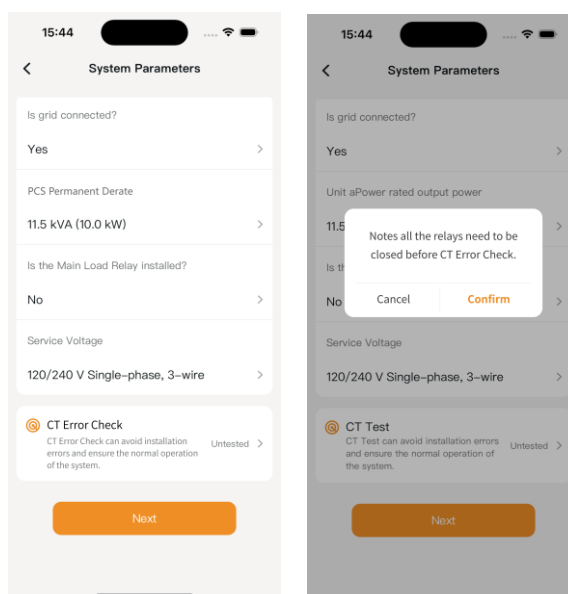 15:44
System Parameters
Is grid connected?
Yes
PCS Permanent Derate
11.5 kVA (10.0 kW)
Is the Main Load Relay installed?
No
Service Voltage
120/240 V Single-phase, 3-wire
CT Error Check
CT Error Check can avoid installation
errors and ensure the normal operation
of the system.
Untested
Next
15:44
System Parameters
Is grid connected?
Yes
Unit aPower rated output power
11.5
Notes all the relays need to be
closed before CT Error Check.
Is th
No
Cancel
Confirm
Service Voltage
120/240 V Single-phase, 3-wire
CT Test
CT Test can avoid installation errors
and ensure the normal operation of
the system.
Untested
Next